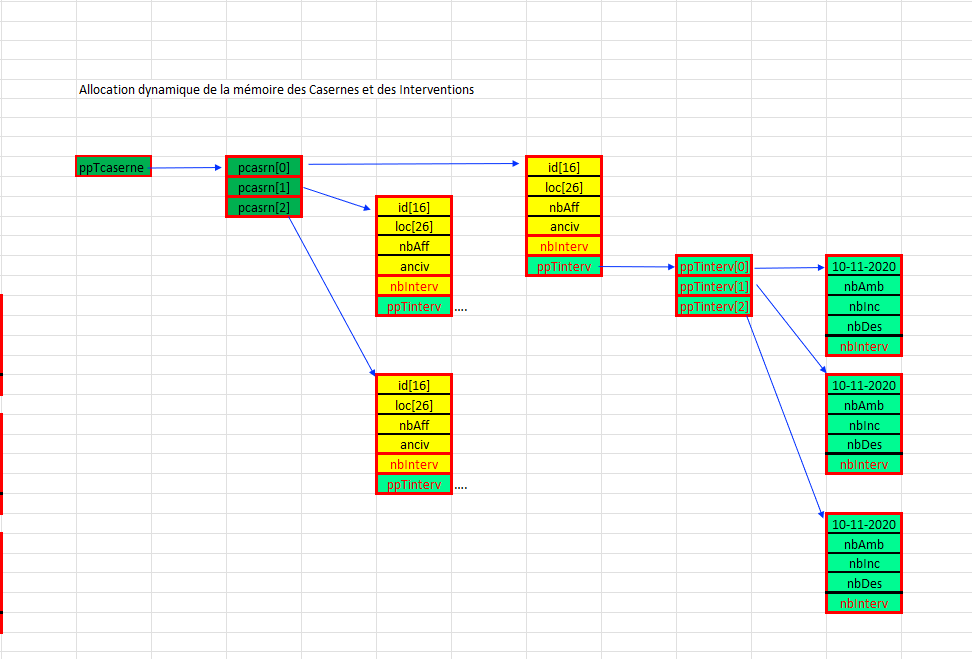 Allocation dynamique de la mémoire des Casernes et des Interventions
ppTcaserne
pcasrn[0]
pcasrn[1]
pcasrn[2]
id[16]
loc[26]
nbAff
anciv
nbInterv
ppTinterv
id[16]
loc[26]
nbAff
anciv
nbInterv
ppTinterv
....
id[16]
loc[26]
nbAff
anciv
nbInterv
ppTinterv
....
ppTinterv[0]
ppTinterv[1]
ppTinterv[2]
10-11-2020
nbAmb
nbInc
nbDes
nbInterv
10-11-2020
nbAmb
nbInc
nbDes
nbInterv
10-11-2020
nbAmb
nbInc
nbDes
nbInterv